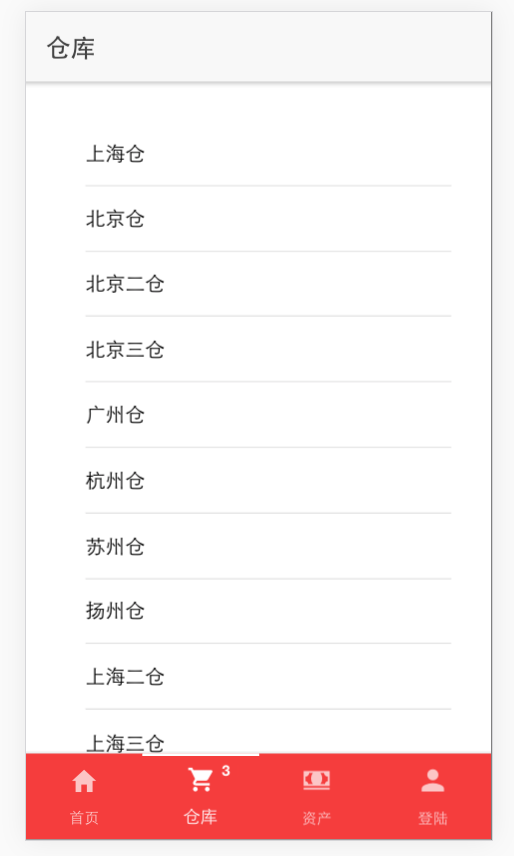 仓库
上海仓
北京仓
北京二仓
北京三仓
广州仓
杭州仓
苏州仓
扬州仓
上海二仓
上海三仓
3
首页 仓库 资产 登陆